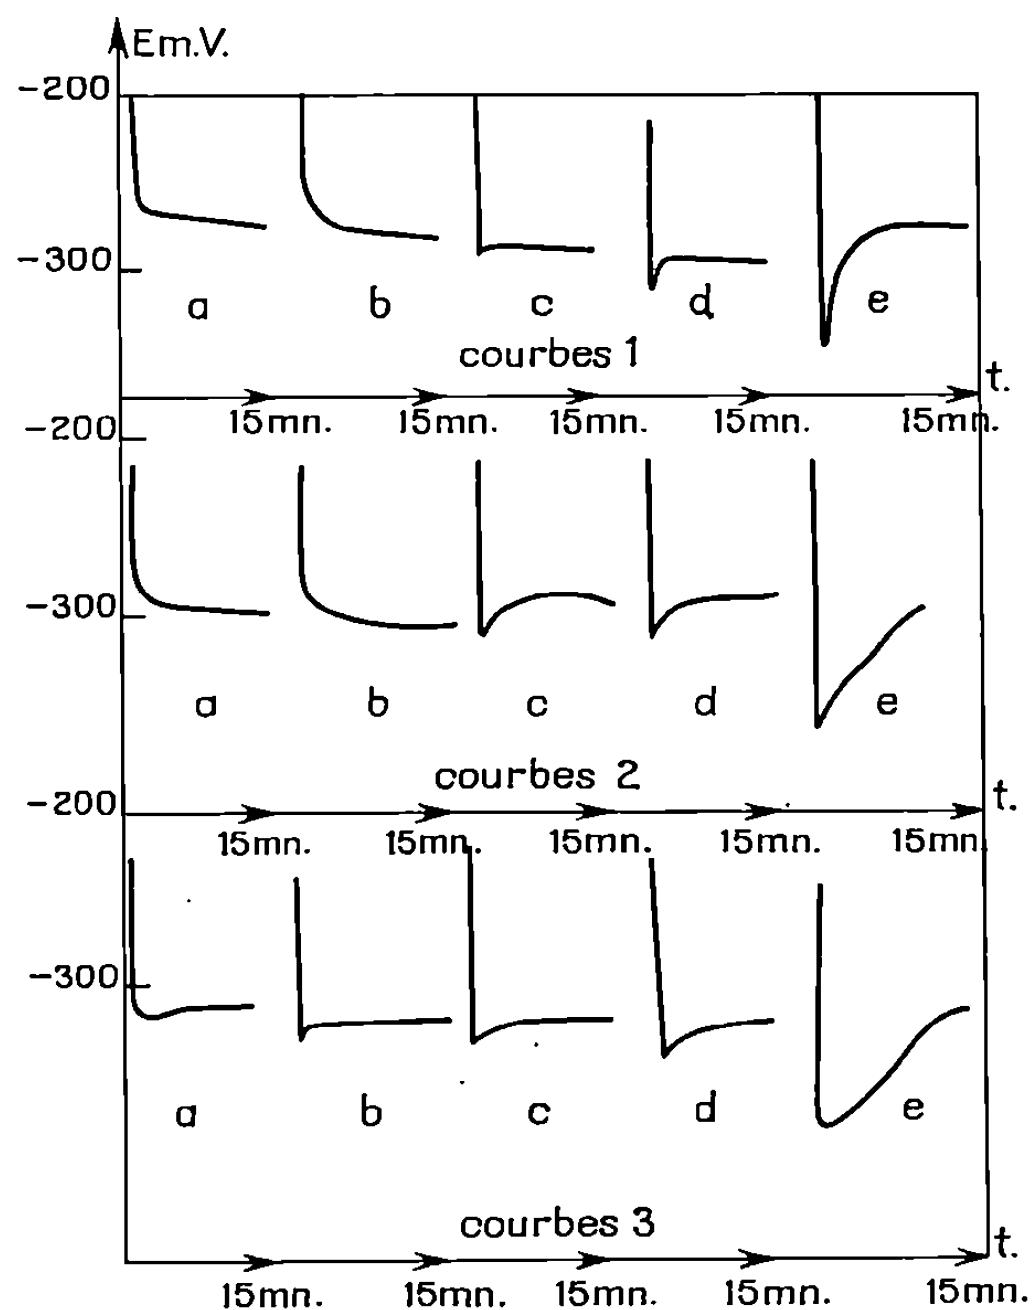 Em.V.
-200
-300
a b c d e
courbes 1
t.
15mn. 15mn. 15mn. 15mn. 15mn.
-200
-300
a b c d e
courbes 2
-200
t.
15mn. 15mn. 15mn. 15mn. 15mn.
-300
a b c d e
courbes 3
t.
15mn. 15mn. 15mn. 15mn. 15mn.